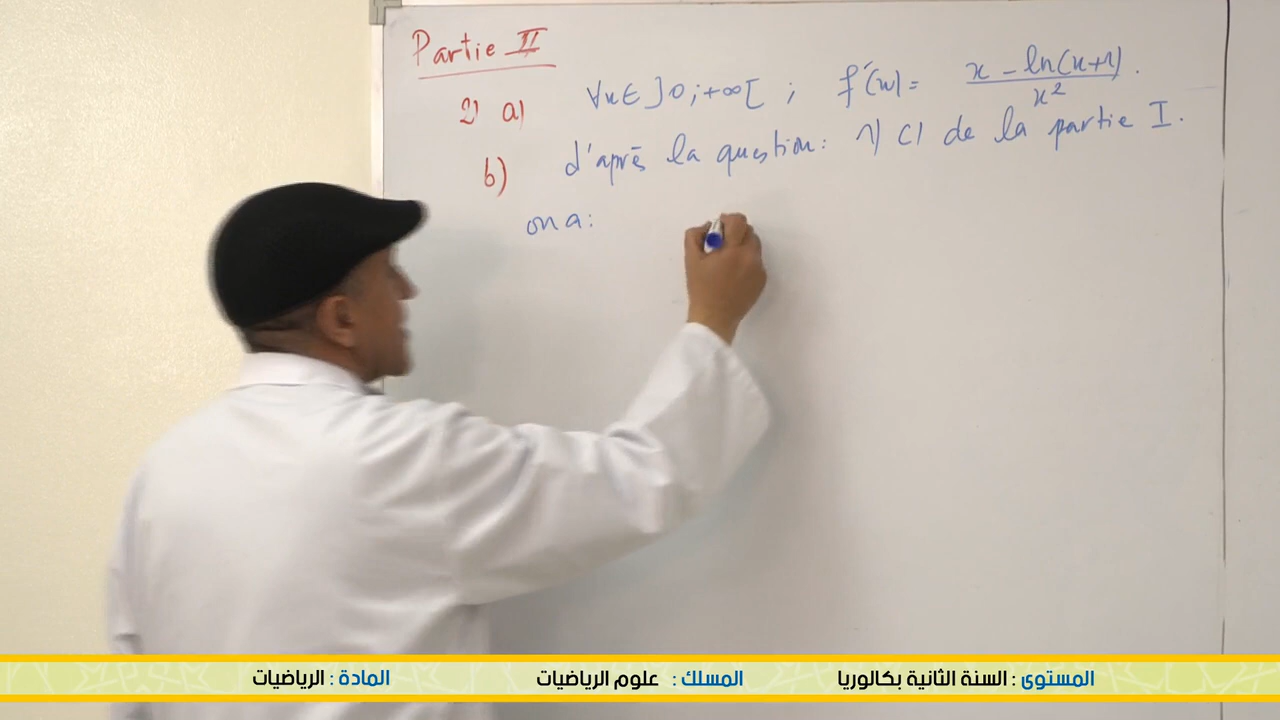 Partie II
2) a) ∀x ∈ ]0;+∞[ ; f'(x) = (x - ln(x+1))/x²
b) d'après la question: 1) c) de la partie I.
on a:
المستوى : السنة الثانية بكالوريا المسلك : علوم الرياضيات المادة : الرياضيات